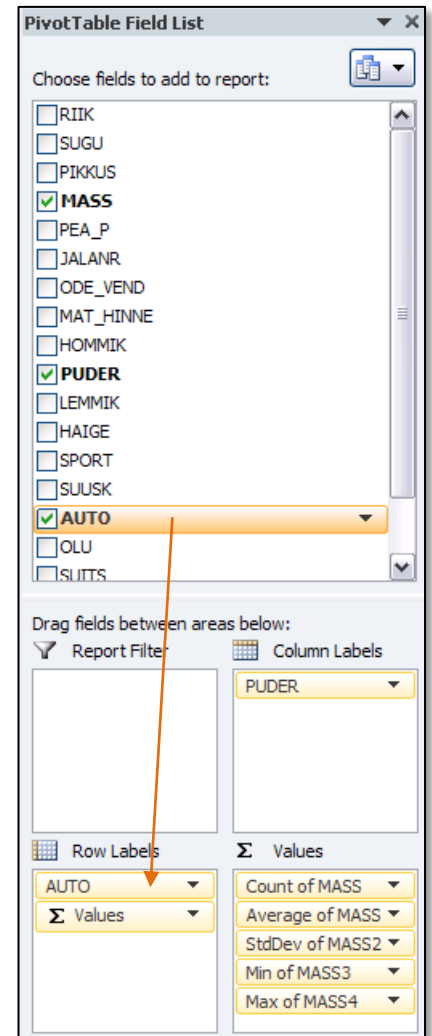 PivotTable Field List
Choose fields to add to report:
RIIK
SUGU
PIKKUS
MASS
PEA_P
JALANR
ODE_VEND
MAT_HINNE
HOMMIK
PUDER
LEMMIK
HAIGE
SPORT
SUUSK
AUTO
OLU
SUITS
Drag fields between areas below:
Report Filter
Column Labels
PUDER
Row Labels
Σ Values
AUTO
Σ Values
Count of MASS
Average of MASS
StdDev of MASS2
Min of MASS3
Max of MASS4